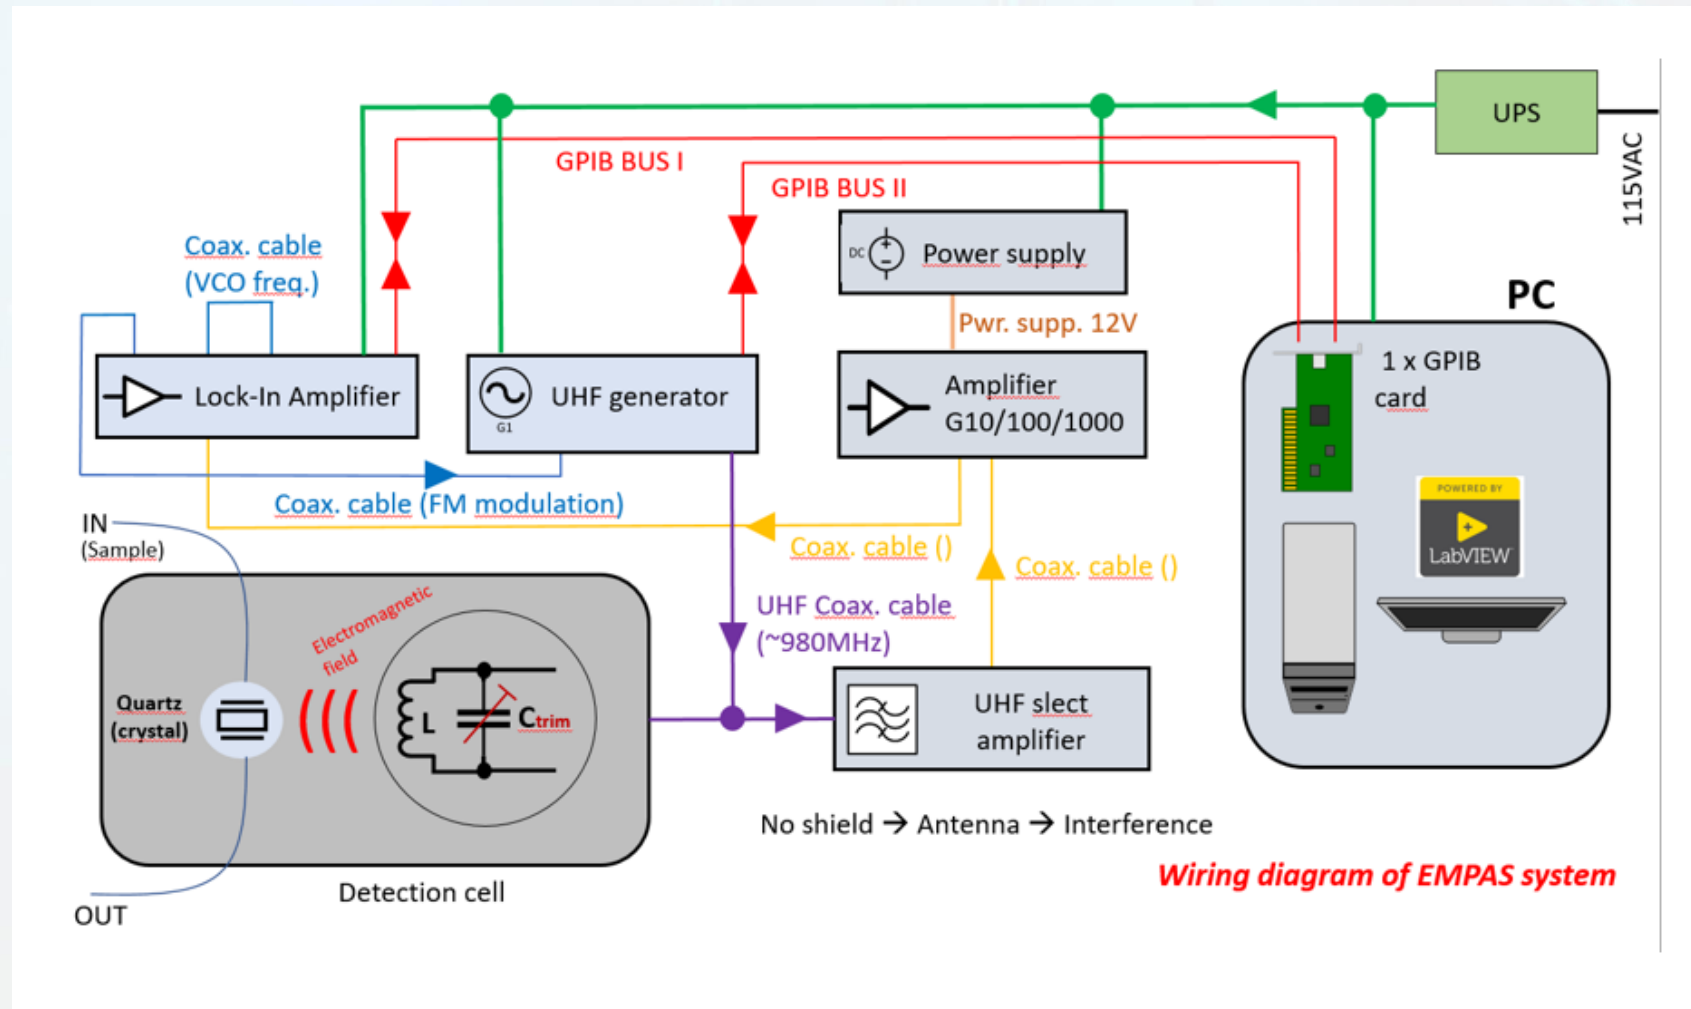 UPS
115VAC
GPIB BUS I
GPIB BUS II
Coax. cable
(VCO freq.)
DC
Power supply
Pwr. supp. 12V
PC
1 x GPIB
card
Lock-In Amplifier
G1
UHF generator
Amplifier
G10/100/1000
Coax. cable (FM modulation)
IN
(Sample)
Coax. cable ()
Coax. cable ()
POWERED BY
LabVIEW
Electromagnetic
field
UHF Coax. cable
(~980MHz)
Quartz
(crystal)
L
Ctrim
UHF slect
amplifier
No shield → Antenna → Interference
Wiring diagram of EMPAS system
Detection cell
OUT